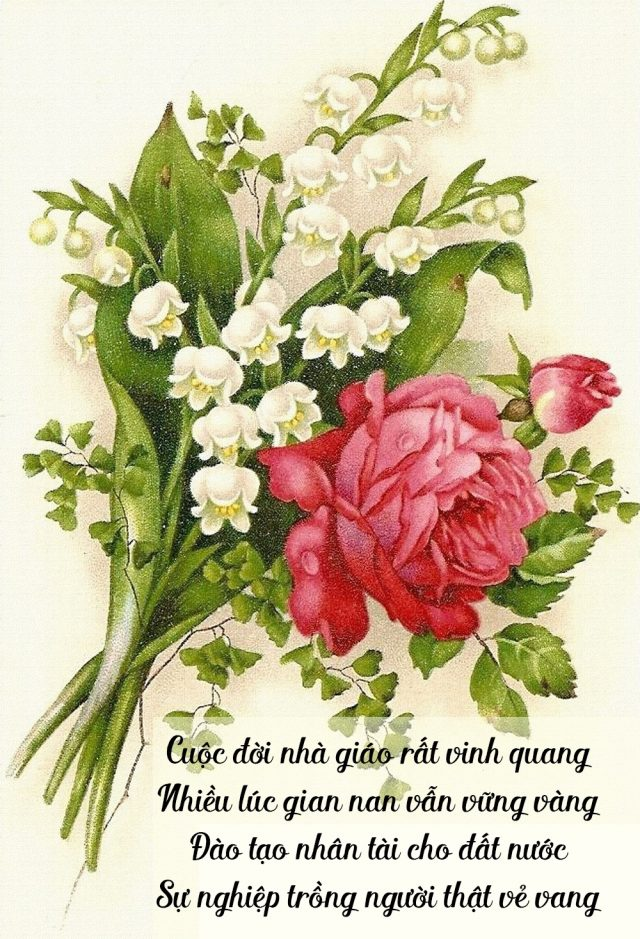 Cuộc đời nhà giáo rất vinh quang
Nhiều lúc gian nan vẫn vững vàng
Đào tạo nhân tài cho đất nước
Sự nghiệp trồng người thật vẻ vang